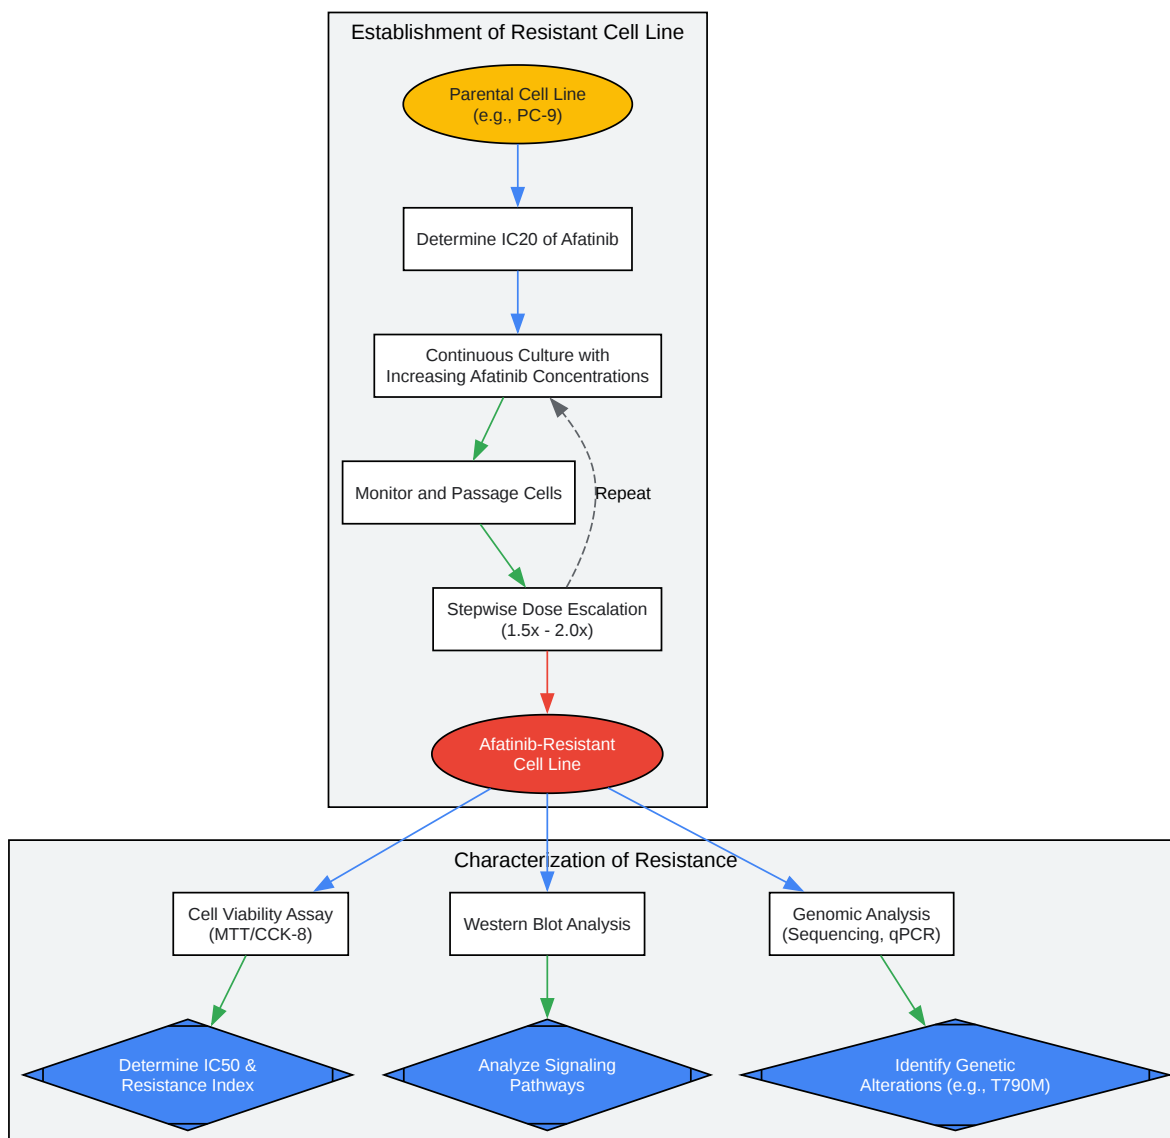 Establishment of Resistant Cell Line
Parental Cell Line
(e.g., PC-9)
Determine IC20 of Afatinib
Continuous Culture with
Increasing Afatinib Concentrations
Monitor and Passage Cells
Repeat
Stepwise Dose Escalation
(1.5x - 2.0x)
Afatinib-Resistant
Cell Line
Characterization of Resistance
Cell Viability Assay
(MTT/CCK-8)
Western Blot Analysis
Genomic Analysis
(Sequencing, qPCR)
Determine IC50 &
Resistance Index
Analyze Signaling
Pathways
Identify Genetic
Alterations (e.g., T790M)